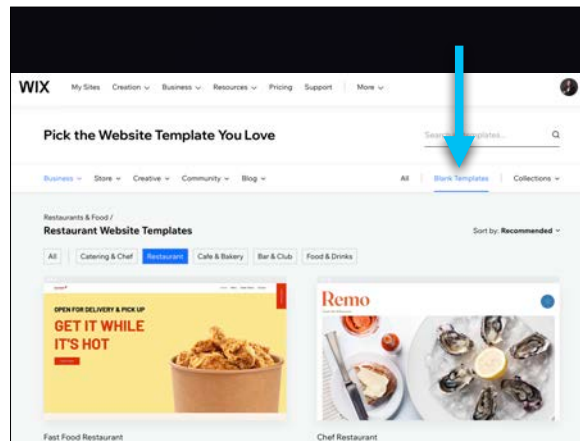 WIX My Sites Creation Business Resources Pricing Support More
Pick the Website Template You Love
Business Store Creative Community Blog All Blank Templates Collections
Restaurants & Food /
Restaurant Website Templates Sort by: Recommended
All Catering & Chef Restaurant Cafe & Bakery Bar & Club Food & Drinks
OPEN FOR DELIVERY & PICK UP
GET IT WHILE
IT'S HOT
Remo
Fast Food Restaurant Chef Restaurant